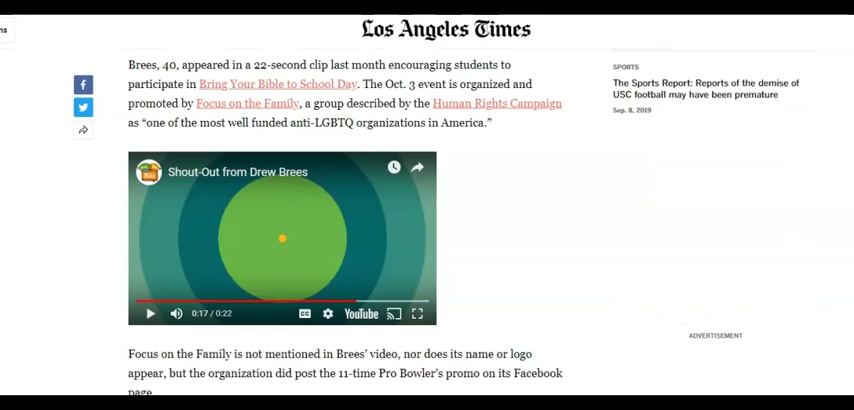 ns
Los Angeles Times
Brees, 40, appeared in a 22-second clip last month encouraging students to
participate in Bring Your Bible to School Day. The Oct. 3 event is organized and
promoted by Focus on the Family, a group described by the Human Rights Campaign
as “one of the most well funded anti-LGBTQ organizations in America.”
SPORTS
The Sports Report: Reports of the demise of
USC football may have been premature
Sep. 8, 2019
Shout-Out from Drew Brees
0:17 / 0:22
CC
YouTube
ADVERTISEMENT
Focus on the Family is not mentioned in Brees’ video, nor does its name or logo
appear, but the organization did post the 11-time Pro Bowler’s promo on its Facebook
page